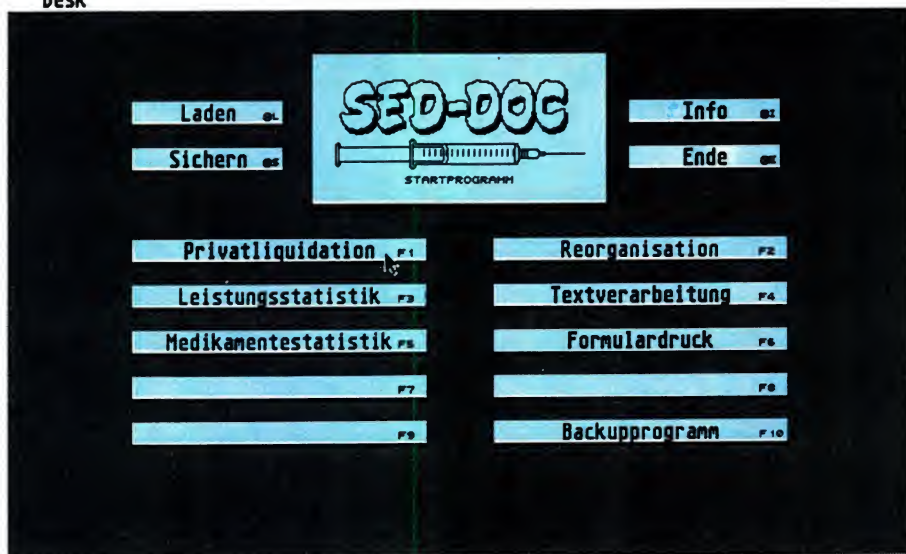 DESK
SED-DOC
STARTPROGRAMM
Laden ⊗L
Info ⊗I
Sichern ⊗S
Ende ⊗E
Privatliquidation F1
Reorganisation F2
Leistungsstatistik F3
Textverarbeitung F4
Medikamentestatistik F5
Formulardruck F6
F7
F8
F9
Backupprogramm F10